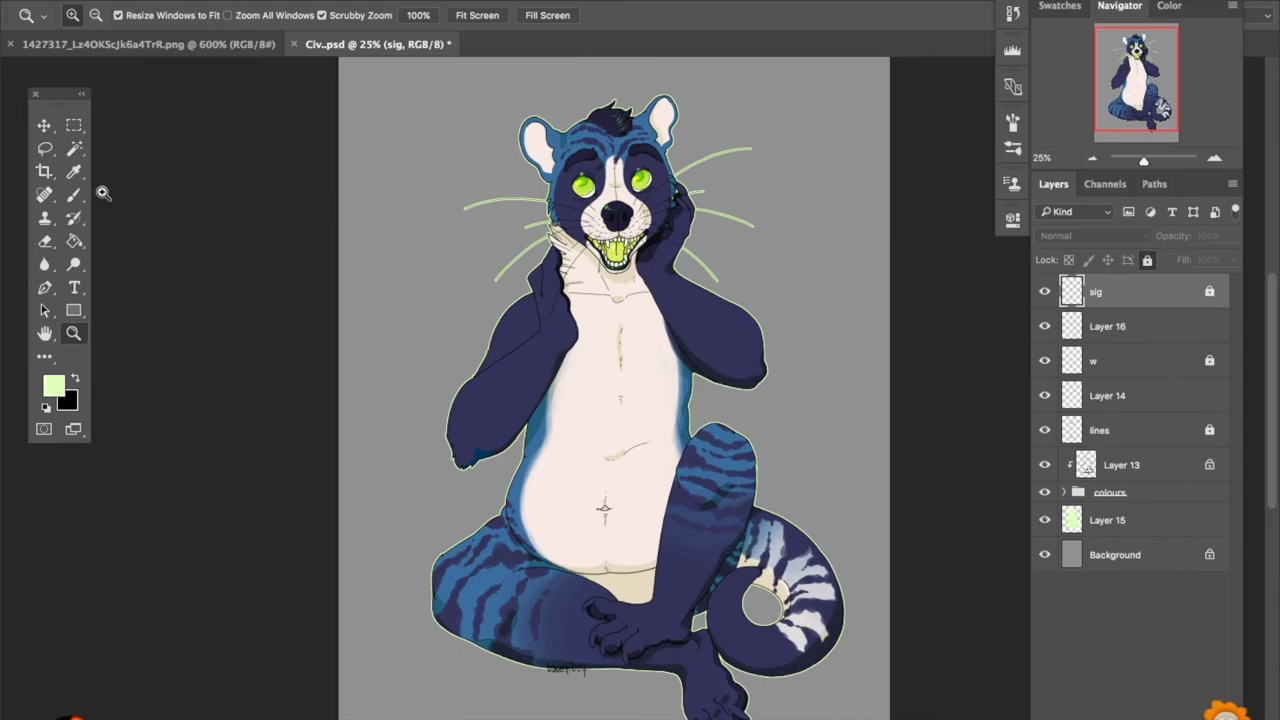 Resize Windows to Fit Zoom All Windows Scrubby Zoom 100% Fit Screen Fill Screen
1427317_Lz4OKScJk6a4TrR.png @ 600% (RGB/8#) Civ..psd @ 25% (sig, RGB/8) *
Swatches Navigator Color
25%
Layers Channels Paths
Kind
Normal Opacity: 100%
Lock: Fill: 100%
sig
Layer 16
w
Layer 14
lines
Layer 13
colours
Layer 15
Background